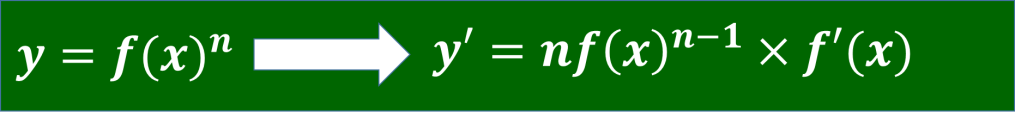 y = f(x)ⁿ ⟹ y′ = nf(x)ⁿ⁻¹ × f′(x)